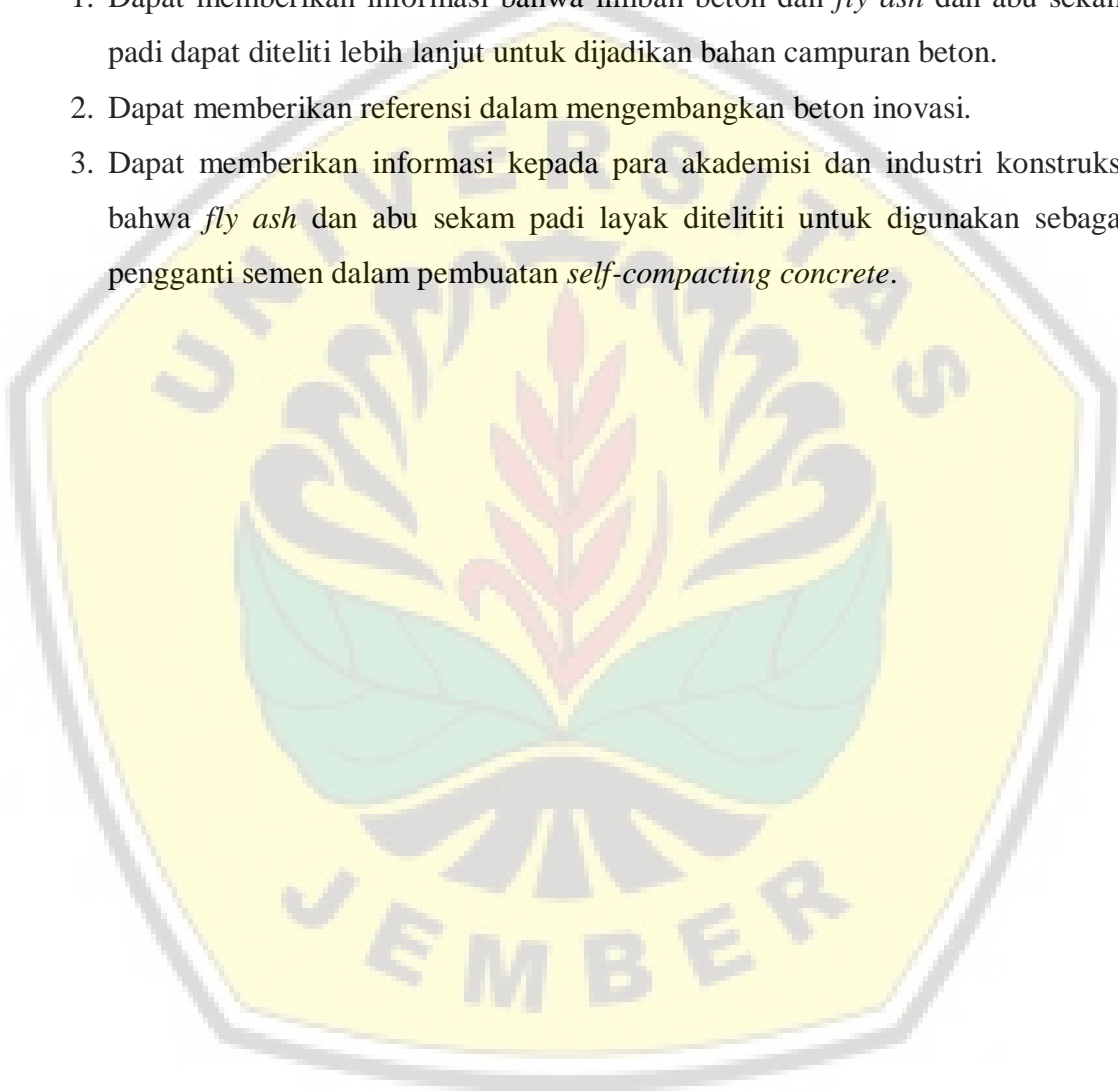 1. Dapat memberikan informasi bahwa limbah beton dan fly ash dan abu sekam
padi dapat diteliti lebih lanjut untuk dijadikan bahan campuran beton.
2. Dapat memberikan referensi dalam mengembangkan beton inovasi.
3. Dapat memberikan informasi kepada para akademisi dan industri konstruks
bahwa fly ash dan abu sekam padi layak ditelititi untuk digunakan sebaga
pengganti semen dalam pembuatan self-compacting concrete.
UNIVERSITAS
JEMBER